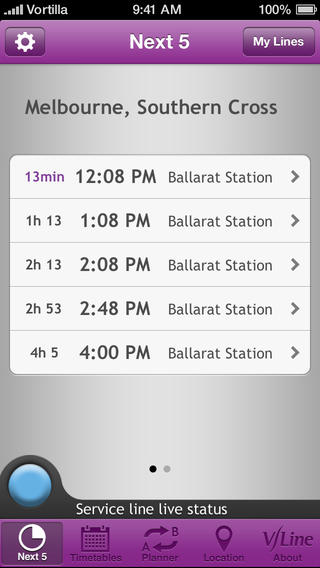 Vortilla 9:41 AM 100%
Next 5 My Lines
Melbourne, Southern Cross
13min 12:08 PM Ballarat Station
1h 13 1:08 PM Ballarat Station
2h 13 2:08 PM Ballarat Station
2h 53 2:48 PM Ballarat Station
4h 5 4:00 PM Ballarat Station
Service line live status
A B V/Line
Next 5 Timetables Planner Location About